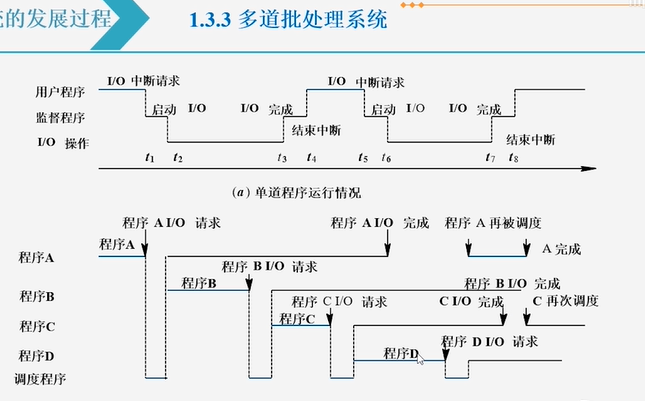 的发展过程
1.3.3 多道批处理系统
I/O 中断请求
I/O 中断请求
用户程序
启动 I/O
I/O 完成
启动 I/O
I/O 完成
监督程序
结束中断
结束中断
I/O 操作
t1 t2 t3 t4 t5 t6 t7 t8
(a) 单道程序运行情况
程序 A I/O 请求
程序 A I/O 完成
程序 A 再被调度
程序A
A 完成
程序A
程序 B I/O 请求
程序B
程序 B I/O 完成
程序B
程序 C I/O 请求
C I/O 完成
C 再次调度
程序C
程序C
程序 D I/O 请求
程序D
程序D
调度程序